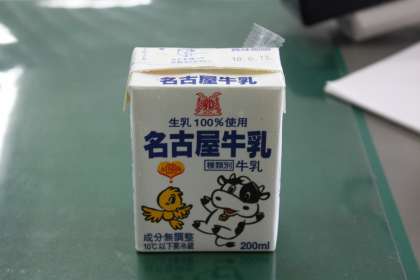 名古屋牛乳
生乳100%使用
名古屋牛乳
種類別 牛乳
成分無調整
10℃以下要冷蔵
200ml